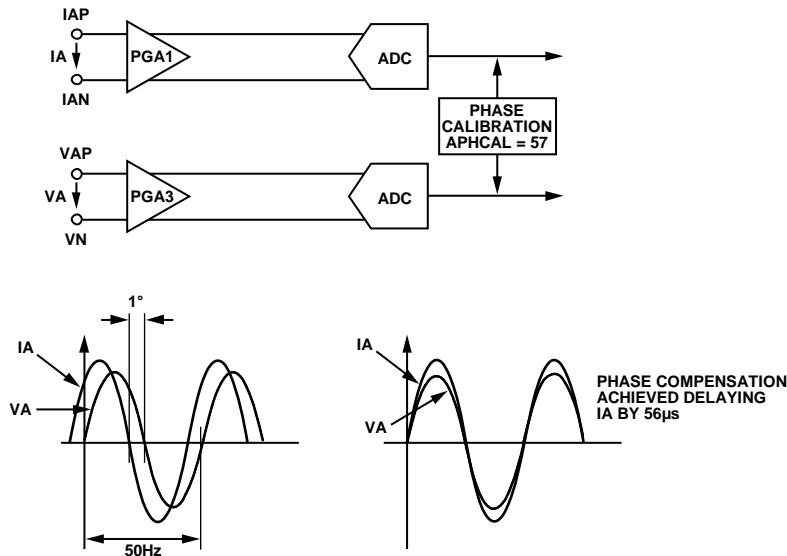 IAP
IA
PGA1
IAN
ADC
PHASE
CALIBRATION
APHCAL = 57
VAP
VA
PGA3
VN
ADC
1°
IA
VA
50Hz
IA
VA
PHASE COMPENSATION
ACHIEVED DELAYING
IA BY 56µs